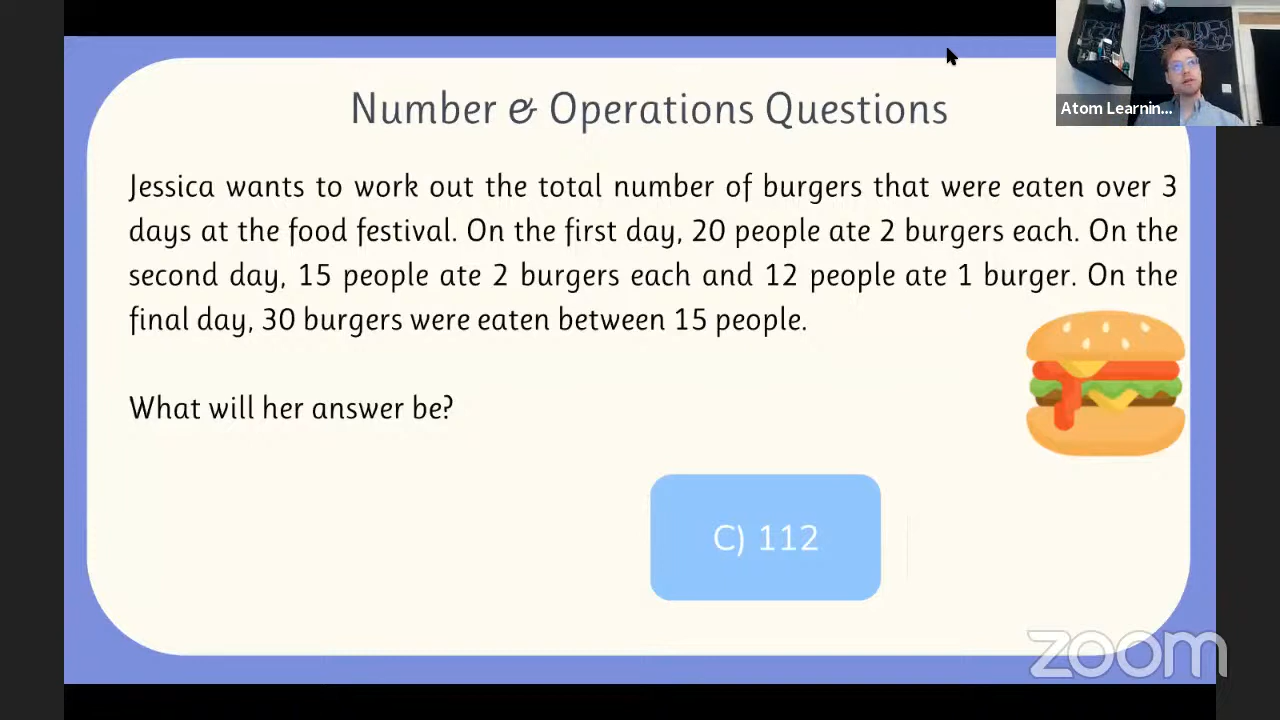 Number & Operations Questions
Atom Learnin...
Jessica wants to work out the total number of burgers that were eaten over 3
days at the food festival. On the first day, 20 people ate 2 burgers each. On the
second day, 15 people ate 2 burgers each and 12 people ate 1 burger. On the
final day, 30 burgers were eaten between 15 people.
What will her answer be?
C) 112
zoom